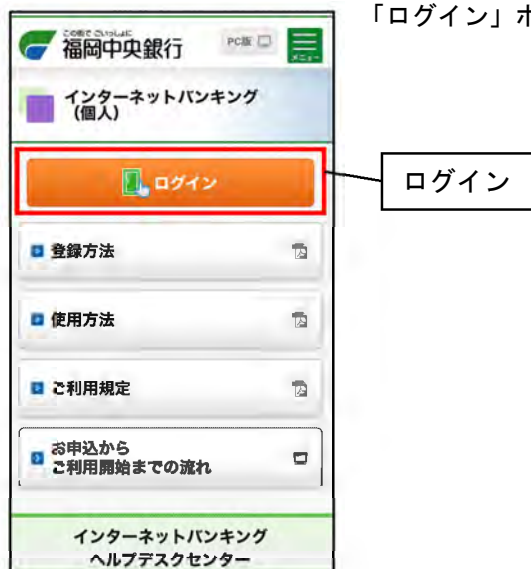 「ログイン」ボ
この街でごいっしょに
福岡中央銀行
PC版
メニュー
インターネットバンキング
(個人)
ログイン
ログイン
登録方法
使用方法
ご利用規定
お申込から
ご利用開始までの流れ
インターネットバンキング
ヘルプデスクセンター